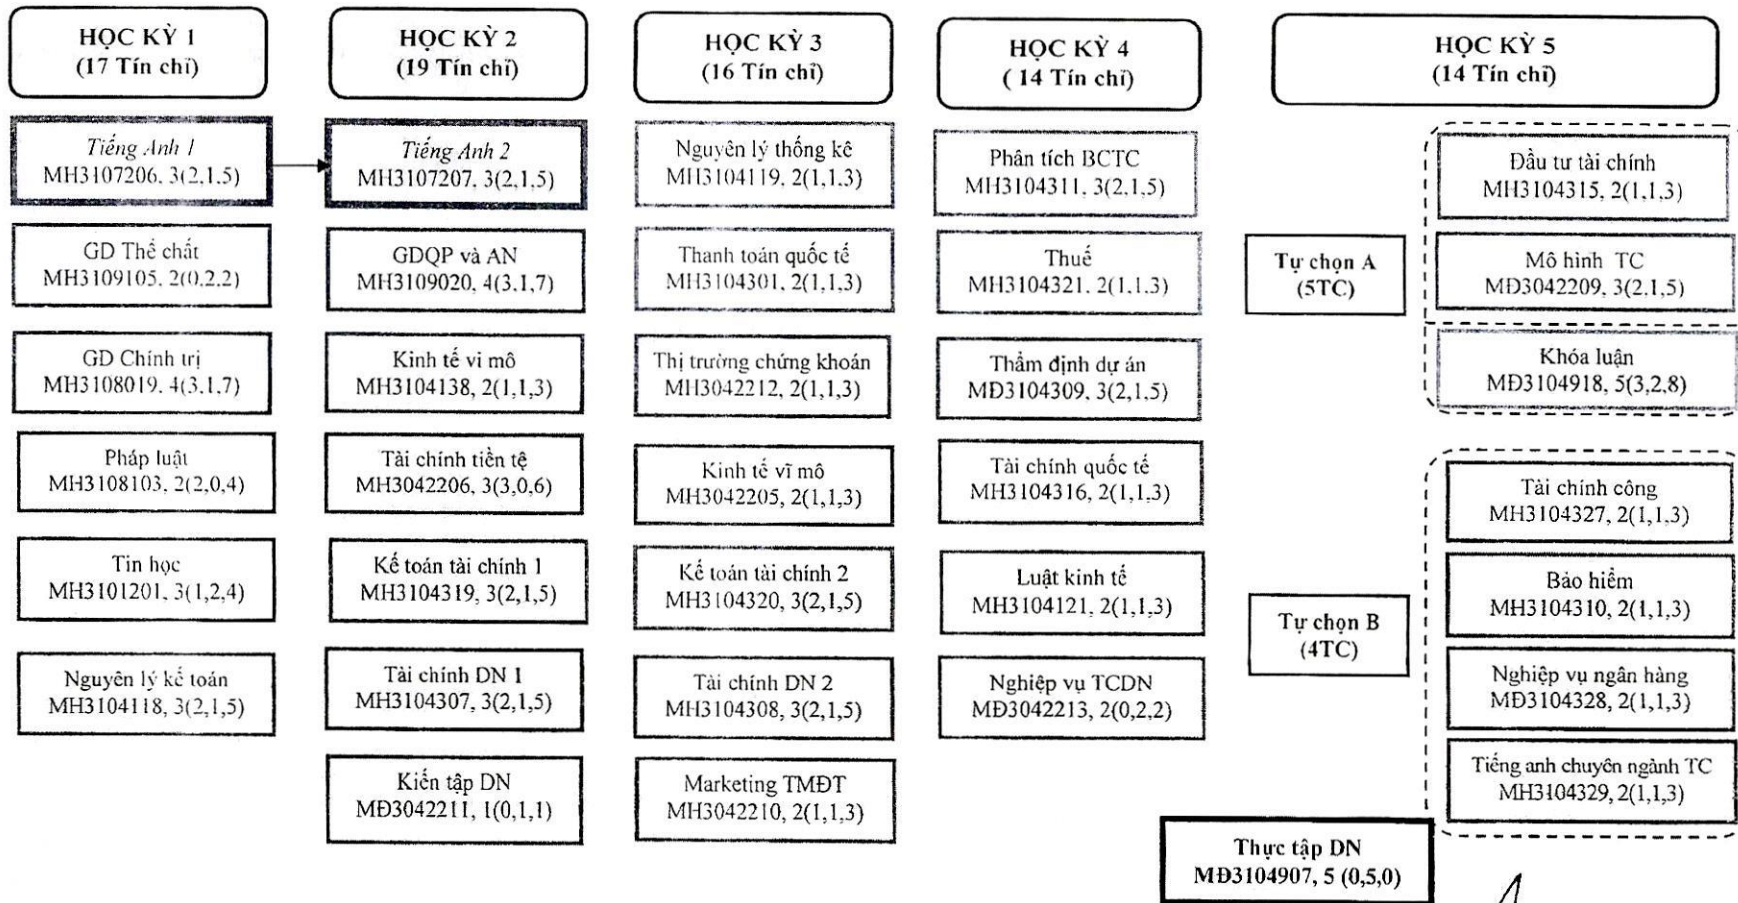 HỌC KỲ 1
(17 Tín chỉ)
Tiếng Anh 1
MH3107206, 3(2,1,5)
GD Thể chất
MH3109105, 2(0,2,2)
GD Chính trị
MH3108019, 4(3,1,7)
Pháp luật
MH3108103, 2(2,0,4)
Tin học
MH3101201, 3(1,2,4)
Nguyên lý kế toán
MH3104118, 3(2,1,5)
HỌC KỲ 2
(19 Tín chỉ)
Tiếng Anh 2
MH3107207, 3(2,1,5)
GDQP và AN
MH3109020, 4(3,1,7)
Kinh tế vi mô
MH3104138, 2(1,1,3)
Tài chính tiền tệ
MH3042206, 3(3,0,6)
Kế toán tài chính 1
MH3104319, 3(2,1,5)
Tài chính DN 1
MH3104307, 3(2,1,5)
Kiến tập DN
MĐ3042211, 1(0,1,1)
HỌC KỲ 3
(16 Tín chỉ)
Nguyên lý thống kê
MH3104119, 2(1,1,3)
Thanh toán quốc tế
MH3104301, 2(1,1,3)
Thị trường chứng khoán
MH3042212, 2(1,1,3)
Kinh tế vĩ mô
MH3042205, 2(1,1,3)
Kế toán tài chính 2
MH3104320, 3(2,1,5)
Tài chính DN 2
MH3104308, 3(2,1,5)
Marketing TMĐT
MH3042210, 2(1,1,3)
HỌC KỲ 4
( 14 Tín chỉ)
Phân tích BCTC
MH3104311, 3(2,1,5)
Thuế
MH3104321, 2(1,1,3)
Thẩm định dự án
MĐ3104309, 3(2,1,5)
Tài chính quốc tế
MH3104316, 2(1,1,3)
Luật kinh tế
MH3104121, 2(1,1,3)
Nghiệp vụ TCDN
MĐ3042213, 2(0,2,2)
HỌC KỲ 5
(14 Tín chỉ)
Tự chọn A
(5TC)
Đầu tư tài chính
MH3104315, 2(1,1,3)
Mô hình TC
MĐ3042209, 3(2,1,5)
Khóa luận
MĐ3104918, 5(3,2,8)
Tự chọn B
(4TC)
Tài chính công
MH3104327, 2(1,1,3)
Bảo hiểm
MH3104310, 2(1,1,3)
Nghiệp vụ ngân hàng
MĐ3104328, 2(1,1,3)
Tiếng anh chuyên ngành TC
MH3104329, 2(1,1,3)
Thực tập DN
MĐ3104907, 5 (0,5,0)